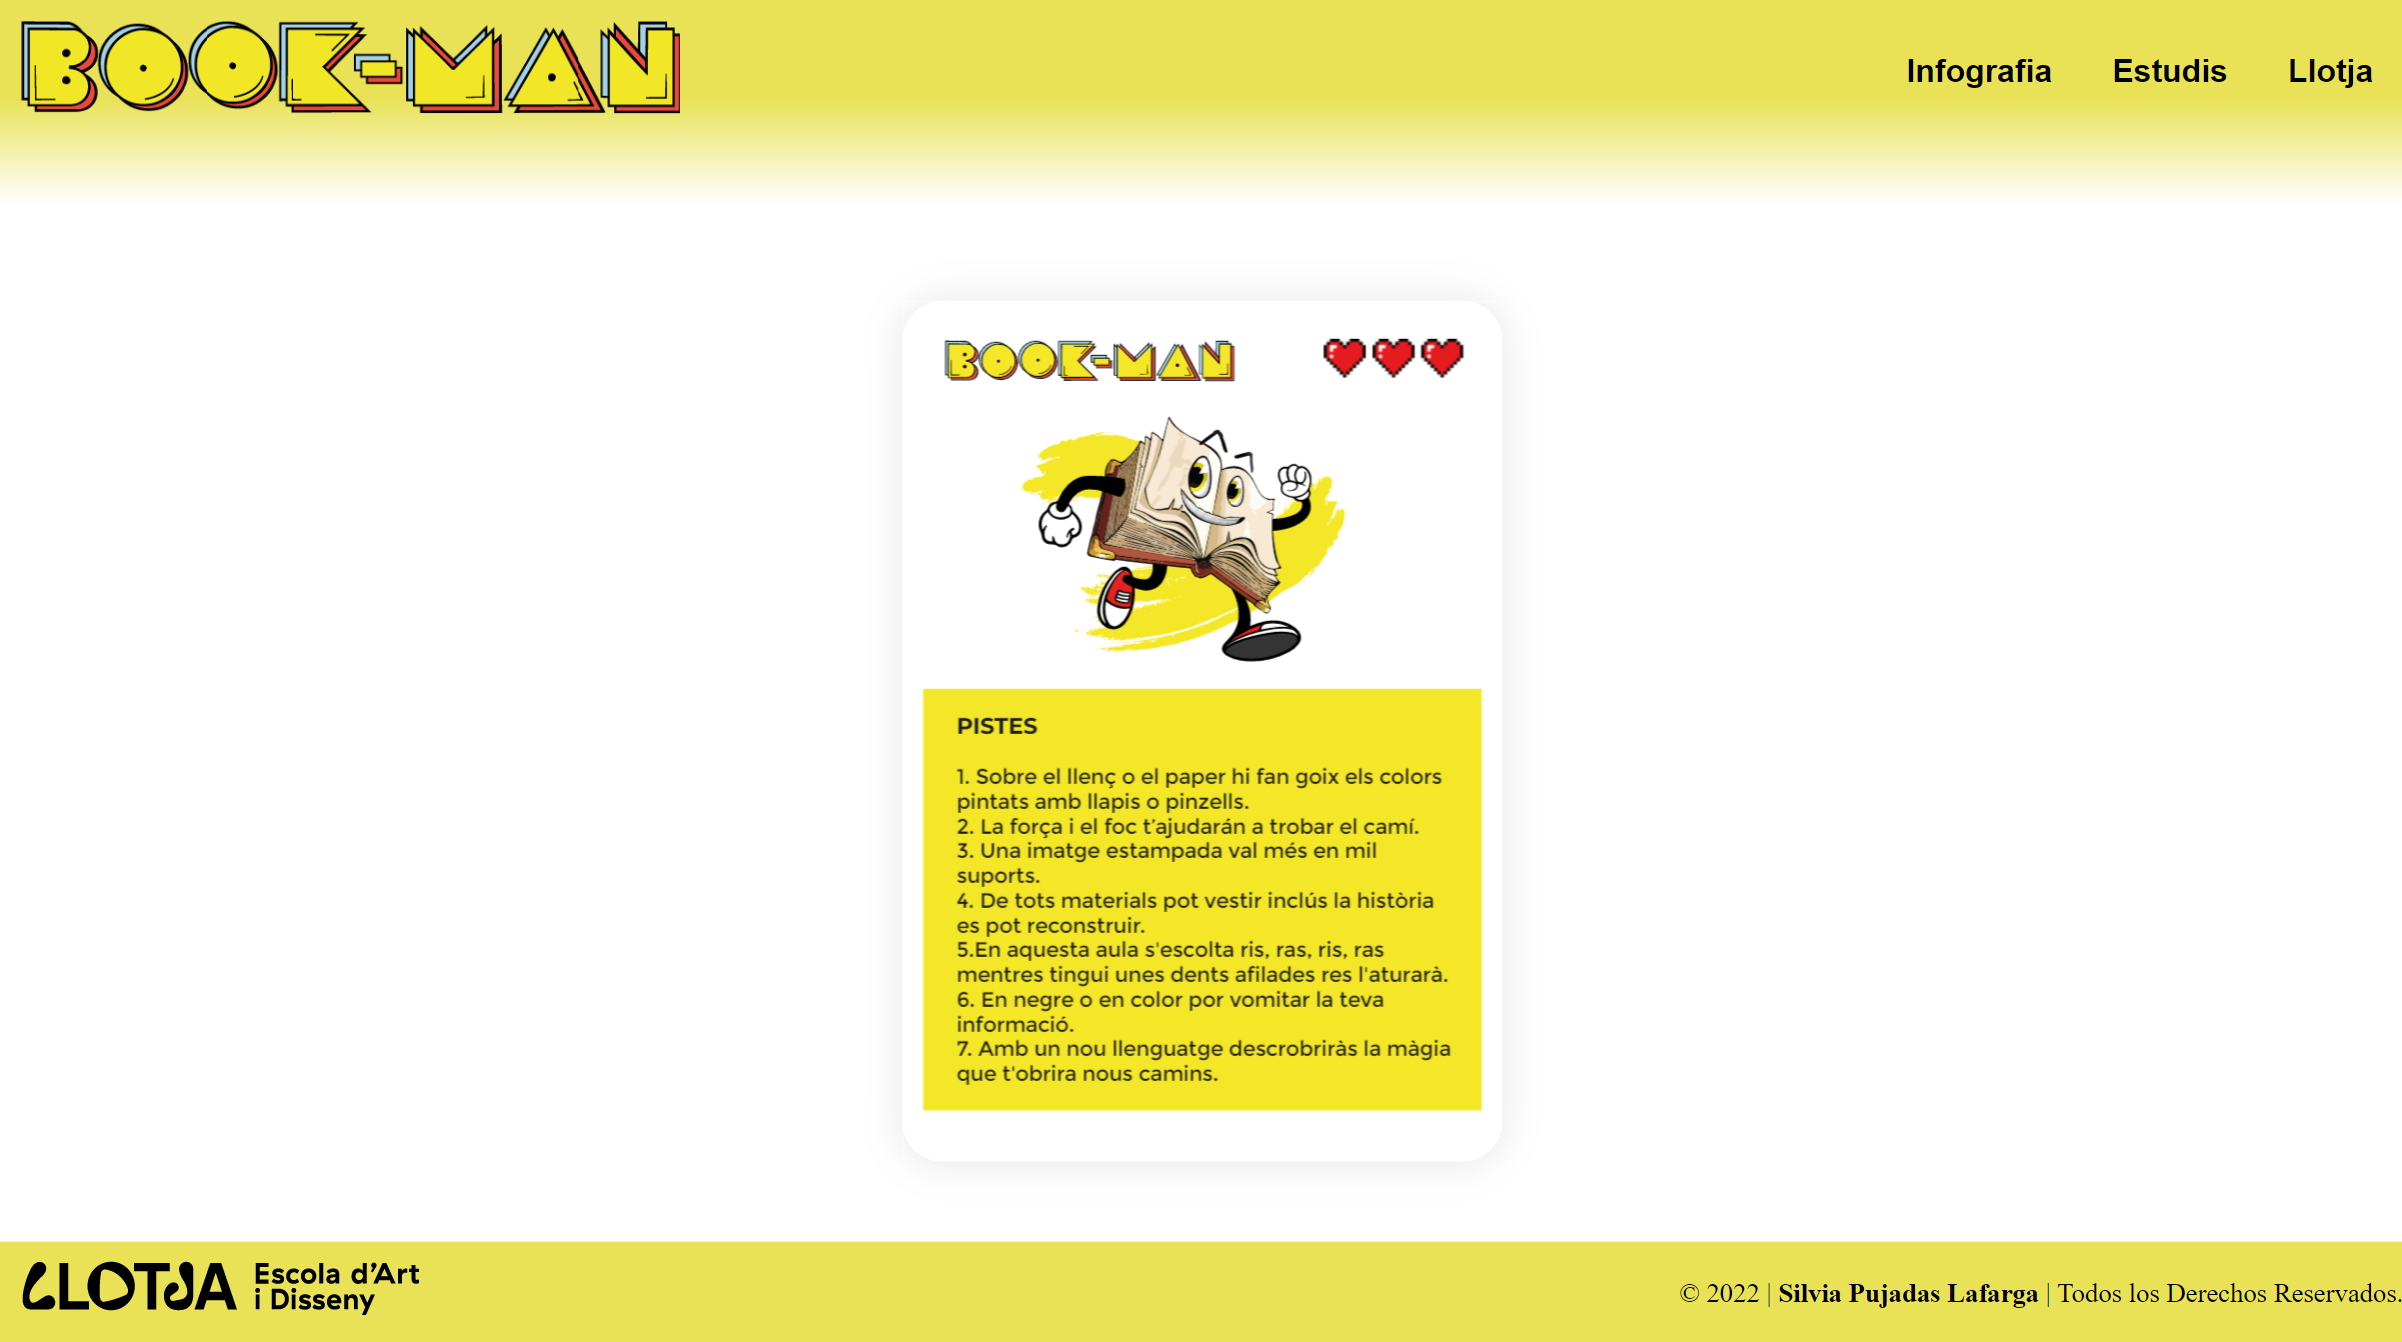 BOOK-MAN
Infografia Estudis Llotja
BOOK-MAN
PISTES
1. Sobre el llenç o el paper hi fan goix els colors
pintats amb llapis o pinzells.
2. La força i el foc t’ajudarán a trobar el camí.
3. Una imatge estampada val més en mil
suports.
4. De tots materials pot vestir inclús la història
es pot reconstruir.
5.En aquesta aula s'escolta ris, ras, ris, ras
mentres tingui unes dents afilades res l'aturarà.
6. En negre o en color por vomitar la teva
informació.
7. Amb un nou llenguatge descrobriràs la màgia
que t'obrira nous camins.
LLOTJA Escola d’Art
i Disseny
© 2022 | Silvia Pujadas Lafarga | Todos los Derechos Reservados.